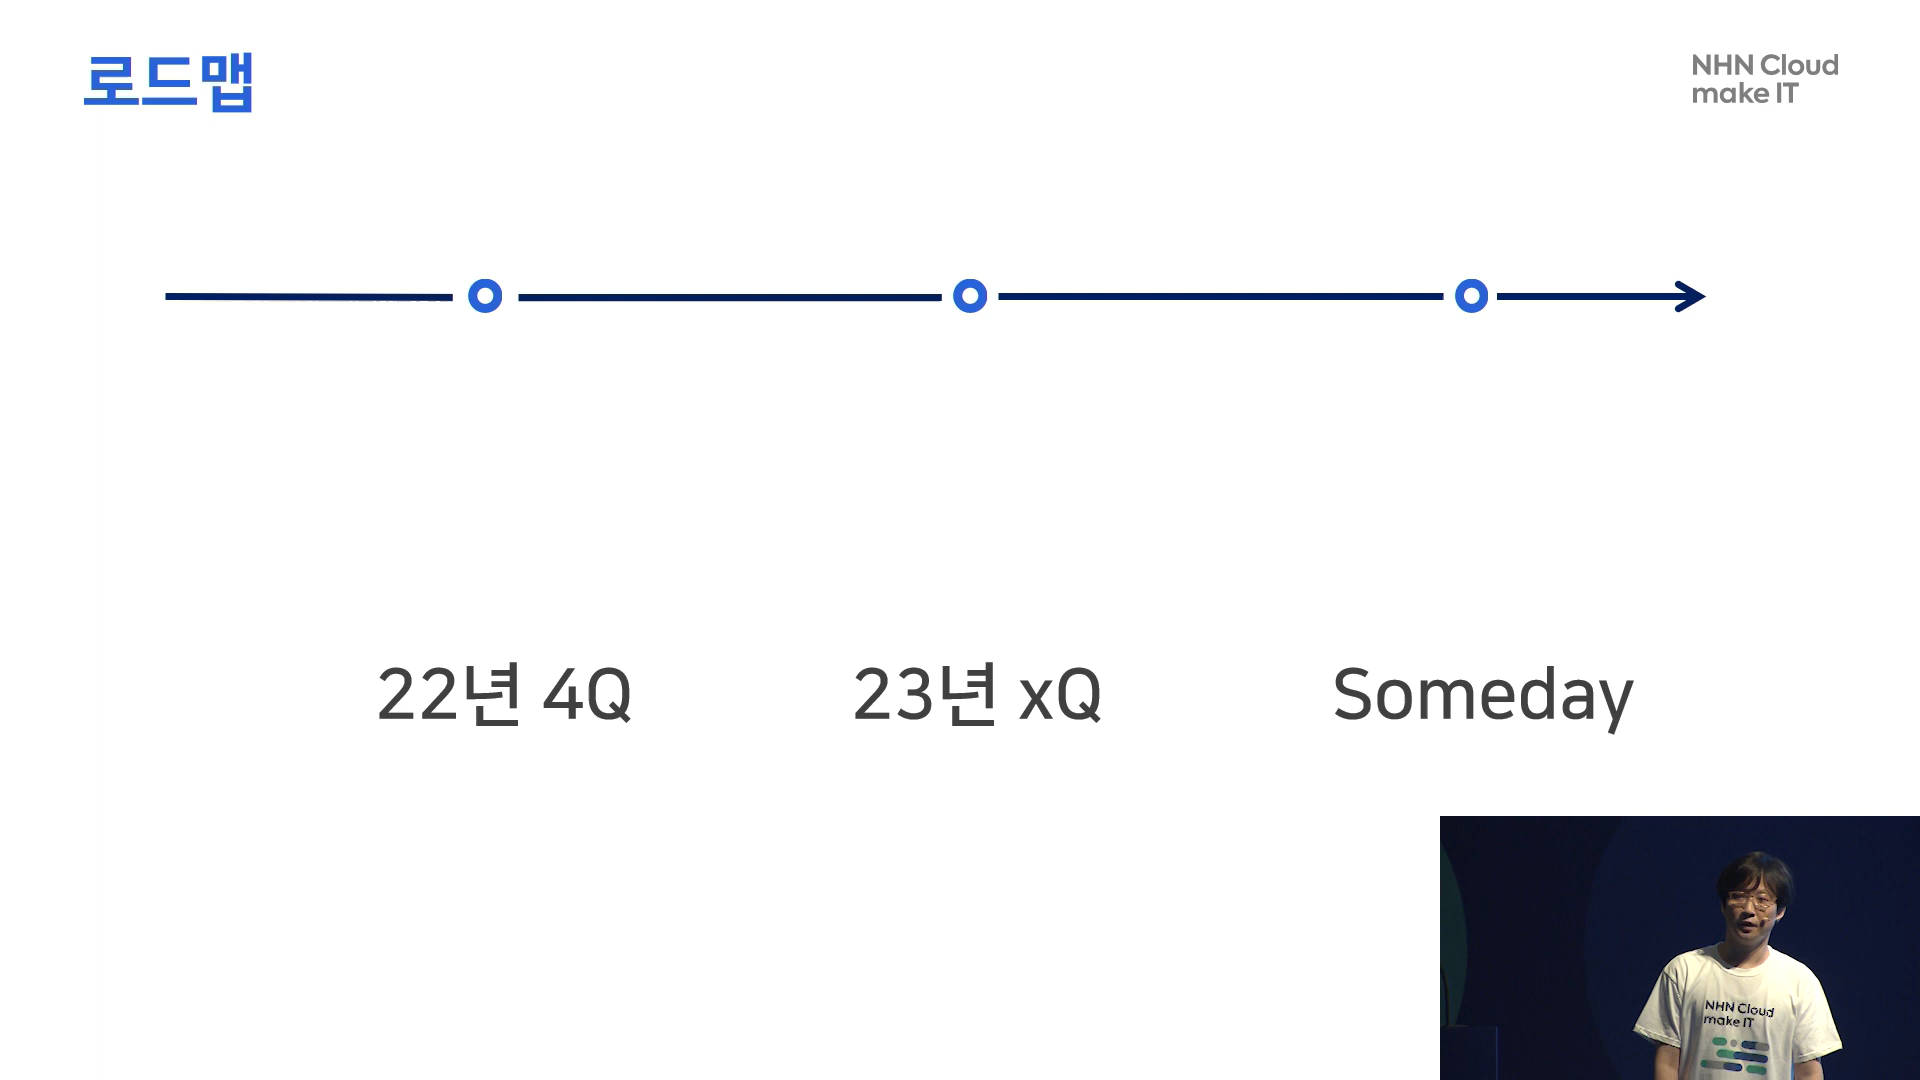 로드맵
NHN Cloud
make IT
22년 4Q
23년 xQ
Someday
NHN Cloud
make IT